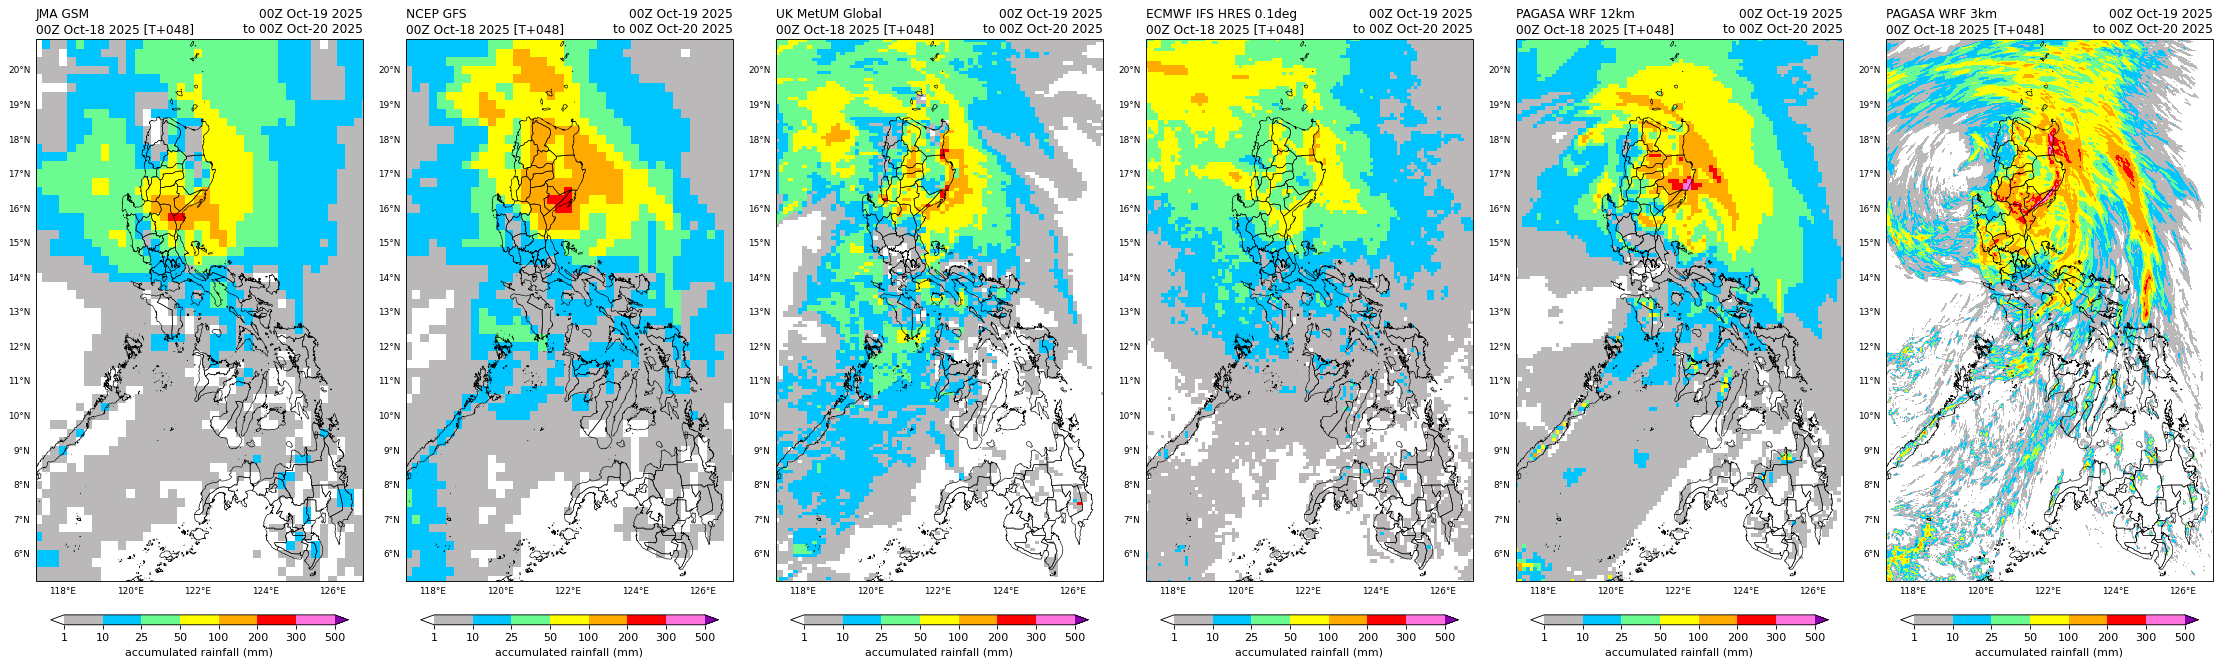 JMA GSM 00Z Oct-19 2025
00Z Oct-18 2025 [T+048] to 00Z Oct-20 2025
20°N
19°N
18°N
17°N
16°N
15°N
14°N
13°N
12°N
11°N
10°N
9°N
8°N
7°N
6°N
118°E 120°E 122°E 124°E 126°E
1 10 25 50 100 200 300 500
accumulated rainfall (mm)
NCEP GFS 00Z Oct-19 2025
00Z Oct-18 2025 [T+048] to 00Z Oct-20 2025
20°N
19°N
18°N
17°N
16°N
15°N
14°N
13°N
12°N
11°N
10°N
9°N
8°N
7°N
6°N
118°E 120°E 122°E 124°E 126°E
1 10 25 50 100 200 300 500
accumulated rainfall (mm)
UK MetUM Global 00Z Oct-19 2025
00Z Oct-18 2025 [T+048] to 00Z Oct-20 2025
20°N
19°N
18°N
17°N
16°N
15°N
14°N
13°N
12°N
11°N
10°N
9°N
8°N
7°N
6°N
118°E 120°E 122°E 124°E 126°E
1 10 25 50 100 200 300 500
accumulated rainfall (mm)
ECMWF IFS HRES 0.1deg 00Z Oct-19 2025
00Z Oct-18 2025 [T+048] to 00Z Oct-20 2025
20°N
19°N
18°N
17°N
16°N
15°N
14°N
13°N
12°N
11°N
10°N
9°N
8°N
7°N
6°N
118°E 120°E 122°E 124°E 126°E
1 10 25 50 100 200 300 500
accumulated rainfall (mm)
PAGASA WRF 12km 00Z Oct-19 2025
00Z Oct-18 2025 [T+048] to 00Z Oct-20 2025
20°N
19°N
18°N
17°N
16°N
15°N
14°N
13°N
12°N
11°N
10°N
9°N
8°N
7°N
6°N
118°E 120°E 122°E 124°E 126°E
1 10 25 50 100 200 300 500
accumulated rainfall (mm)
PAGASA WRF 3km 00Z Oct-19 2025
00Z Oct-18 2025 [T+048] to 00Z Oct-20 2025
20°N
19°N
18°N
17°N
16°N
15°N
14°N
13°N
12°N
11°N
10°N
9°N
8°N
7°N
6°N
118°E 120°E 122°E 124°E 126°E
1 10 25 50 100 200 300 500
accumulated rainfall (mm)